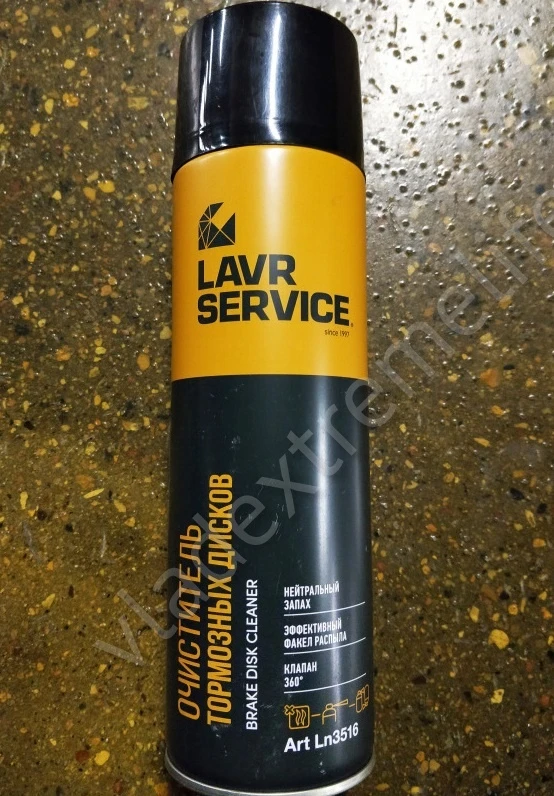 LAVR
SERVICE
since 1997
ОЧИСТИТЕЛЬ
ТОРМОЗНЫХ ДИСКОВ
BRAKE DISK CLEANER
НЕЙТРАЛЬНЫЙ
ЗАПАХ
ЭФФЕКТИВНЫЙ
ФАКЕЛ РАСПЫЛА
КЛАПАН
360°
Art Ln3516
vladextremelife